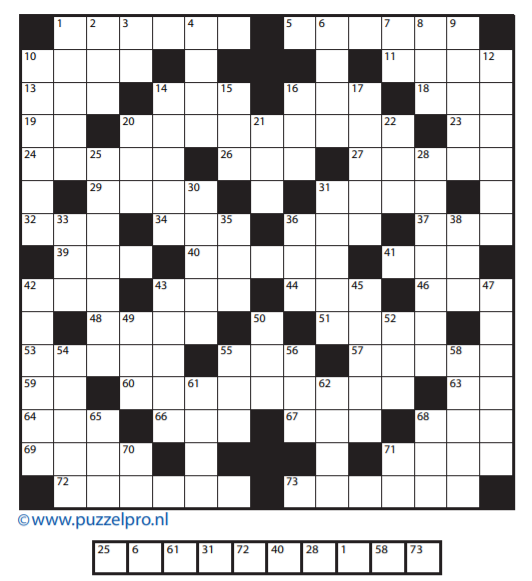 1 2 3 4 5 6 7 8 9
10 11 12
13 14 15 16 17 18
19 20 21 22 23
24 25 26 27 28
29 30 31
32 33 34 35 36 37 38
39 40 41
42 43 44 45 46 47
48 49 50 51 52
53 54 55 56 57 58
59 60 61 62 63
64 65 66 67 68
69 70 71
72 73
©www.puzzelpro.nl
25 6 61 31 72 40 28 1 58 73